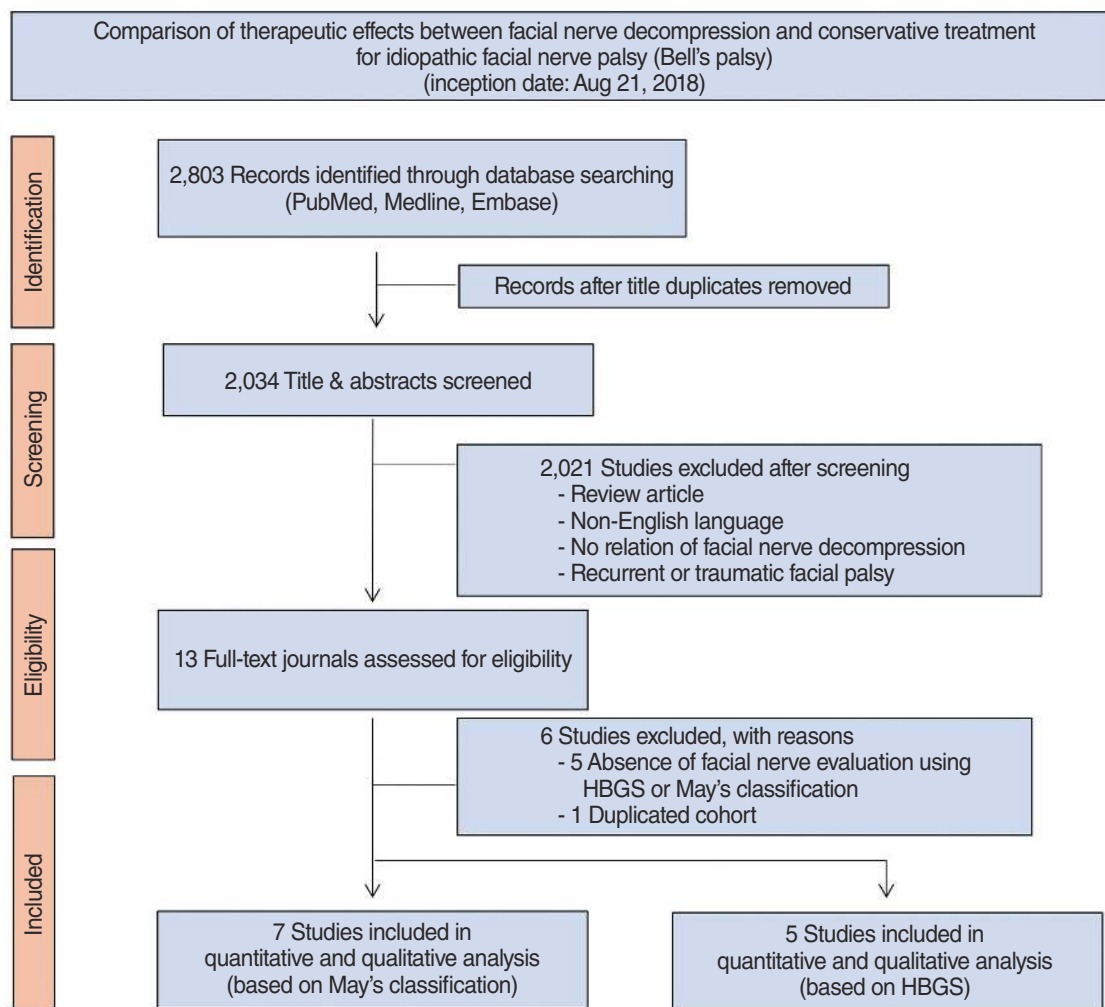 Comparison of therapeutic effects between facial nerve decompression and conservative treatment
for idiopathic facial nerve palsy (Bell's palsy)
(inception date: Aug 21, 2018)
Identification
2,803 Records identified through database searching
(PubMed, Medline, Embase)
Records after title duplicates removed
Screening
2,034 Title & abstracts screened
2,021 Studies excluded after screening
- Review article
- Non-English language
- No relation of facial nerve decompression
- Recurrent or traumatic facial palsy
Eligibility
13 Full-text journals assessed for eligibility
6 Studies excluded, with reasons
- 5 Absence of facial nerve evaluation using
HBGS or May's classification
- 1 Duplicated cohort
Included
7 Studies included in
quantitative and qualitative analysis
(based on May's classification)
5 Studies included in
quantitative and qualitative analysis
(based on HBGS)